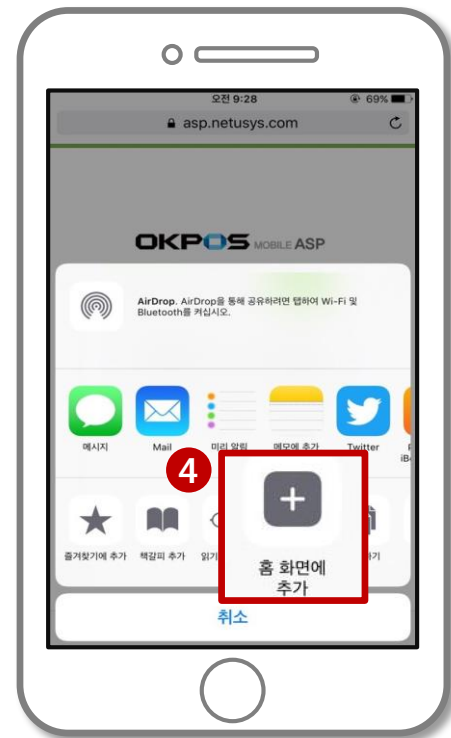 오전 9:28
69%
asp.netusys.com
OKPOS MOBILE ASP
AirDrop. AirDrop을 통해 공유하려면 탭하여 Wi-Fi 및
Bluetooth를 켜십시오.
메시지 Mail 미리 알림 메모에 추가 Twitter
4
즐겨찾기에 추가 책갈피 추가 읽기
홈 화면에
추가
취소